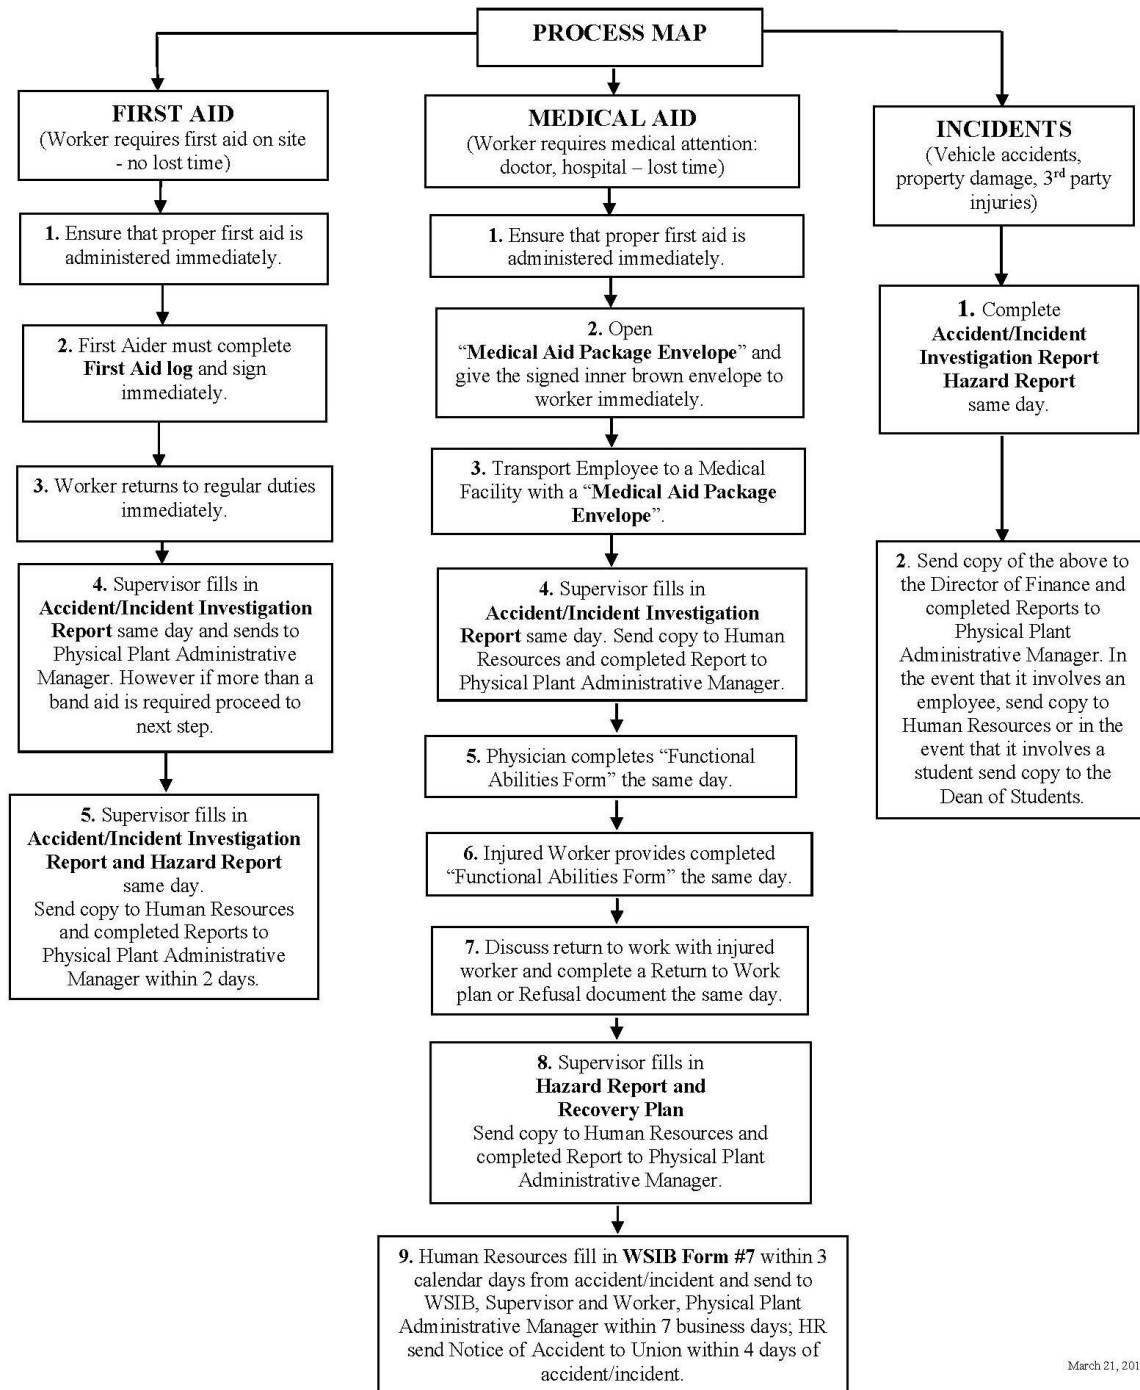 PROCESS MAP
FIRST AID
(Worker requires first aid on site
- no lost time)
1. Ensure that proper first aid is
administered immediately.
2. First Aider must complete
First Aid log and sign
immediately.
3. Worker returns to regular duties
immediately.
4. Supervisor fills in
Accident/Incident Investigation
Report same day and sends to
Physical Plant Administrative
Manager. However if more than a
band aid is required proceed to
next step.
5. Supervisor fills in
Accident/Incident Investigation
Report and Hazard Report
same day.
Send copy to Human Resources
and completed Reports to
Physical Plant Administrative
Manager within 2 days.
MEDICAL AID
(Worker requires medical attention:
doctor, hospital – lost time)
1. Ensure that proper first aid is
administered immediately.
2. Open
“Medical Aid Package Envelope” and
give the signed inner brown envelope to
worker immediately.
3. Transport Employee to a Medical
Facility with a “Medical Aid Package
Envelope”.
4. Supervisor fills in
Accident/Incident Investigation
Report same day. Send copy to Human
Resources and completed Report to
Physical Plant Administrative Manager.
5. Physician completes “Functional
Abilities Form” the same day.
6. Injured Worker provides completed
“Functional Abilities Form” the same day.
7. Discuss return to work with injured
worker and complete a Return to Work
plan or Refusal document the same day.
8. Supervisor fills in
Hazard Report and
Recovery Plan
Send copy to Human Resources and
completed Report to Physical Plant
Administrative Manager.
9. Human Resources fill in WSIB Form #7 within 3
calendar days from accident/incident and send to
WSIB, Supervisor and Worker, Physical Plant
Administrative Manager within 7 business days; HR
send Notice of Accident to Union within 4 days of
accident/incident.
INCIDENTS
(Vehicle accidents,
property damage, 3rd party
injuries)
1. Complete
Accident/Incident
Investigation Report
Hazard Report
same day.
2. Send copy of the above to
the Director of Finance and
completed Reports to
Physical Plant
Administrative Manager. In
the event that it involves an
employee, send copy to
Human Resources or in the
event that it involves a
student send copy to the
Dean of Students.
March 21,